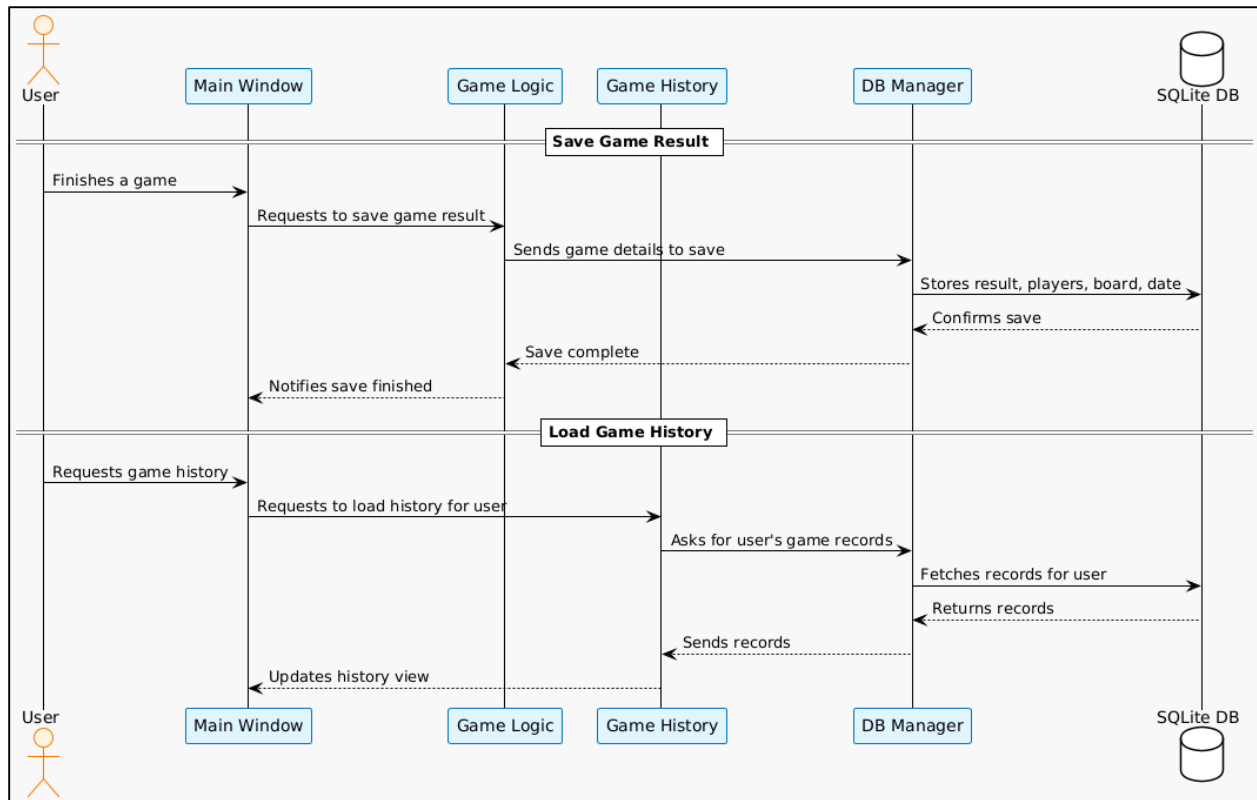 User
Main Window
Game Logic
Game History
DB Manager
SQLite DB
Save Game Result
Finishes a game
Requests to save game result
Sends game details to save
Stores result, players, board, date
Confirms save
Save complete
Notifies save finished
Load Game History
Requests game history
Requests to load history for user
Asks for user's game records
Fetches records for user
Returns records
Sends records
Updates history view
User
Main Window
Game Logic
Game History
DB Manager
SQLite DB